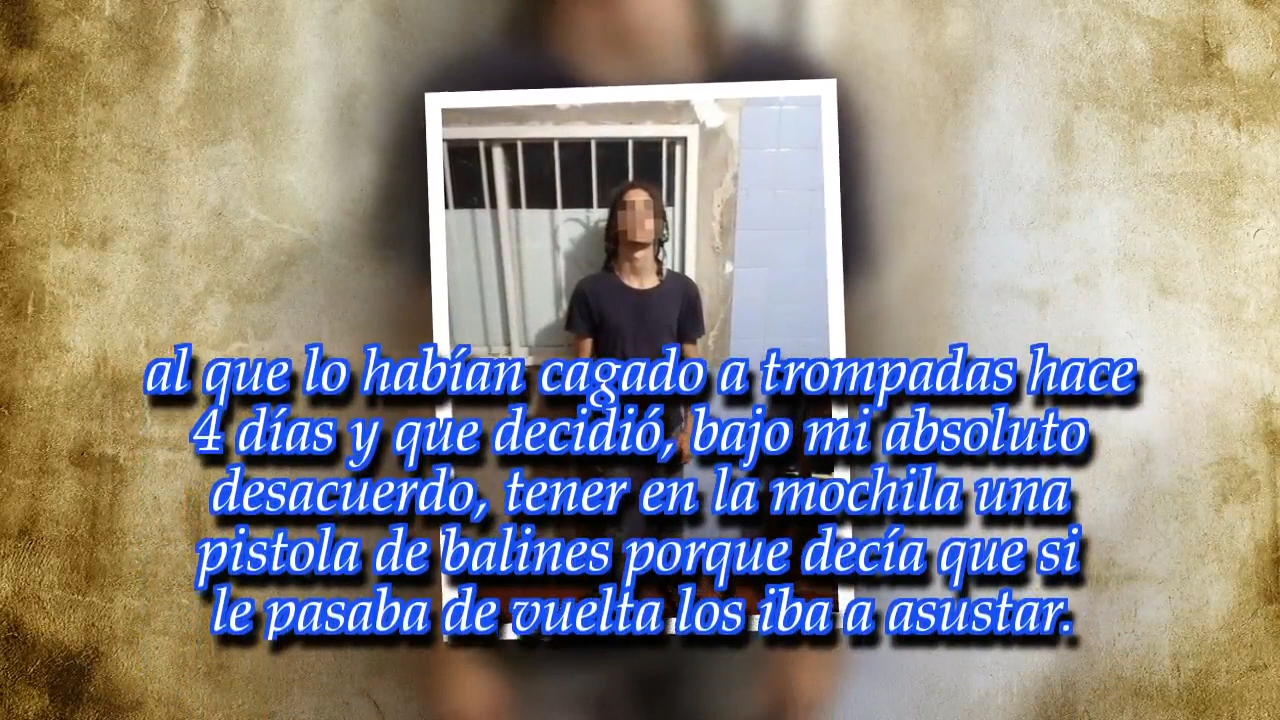 al que lo habían cagado a trompadas hace
4 días y que decidió, bajo mi absoluto
desacuerdo, tener en la mochila una
pistola de balines porque decía que si
le pasaba de vuelta los iba a asustar.